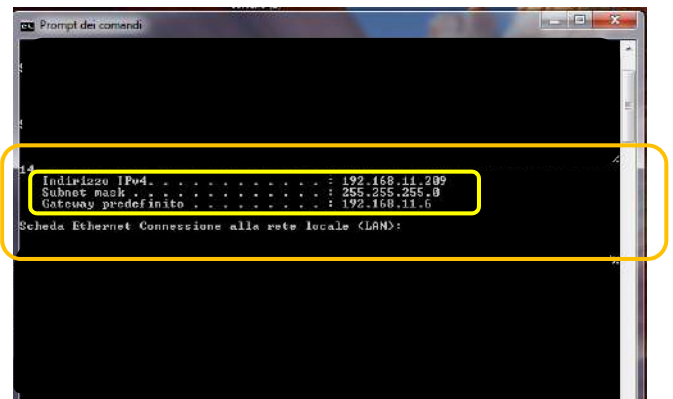 Prompt dei comandi
14
Indirizzo IPv4. . . . . . . . . . . . : 192.168.11.209
Subnet mask . . . . . . . . . . . . . : 255.255.255.0
Gateway predefinito . . . . . . . . . : 192.168.11.6
Scheda Ethernet Connessione alla rete locale (LAN):